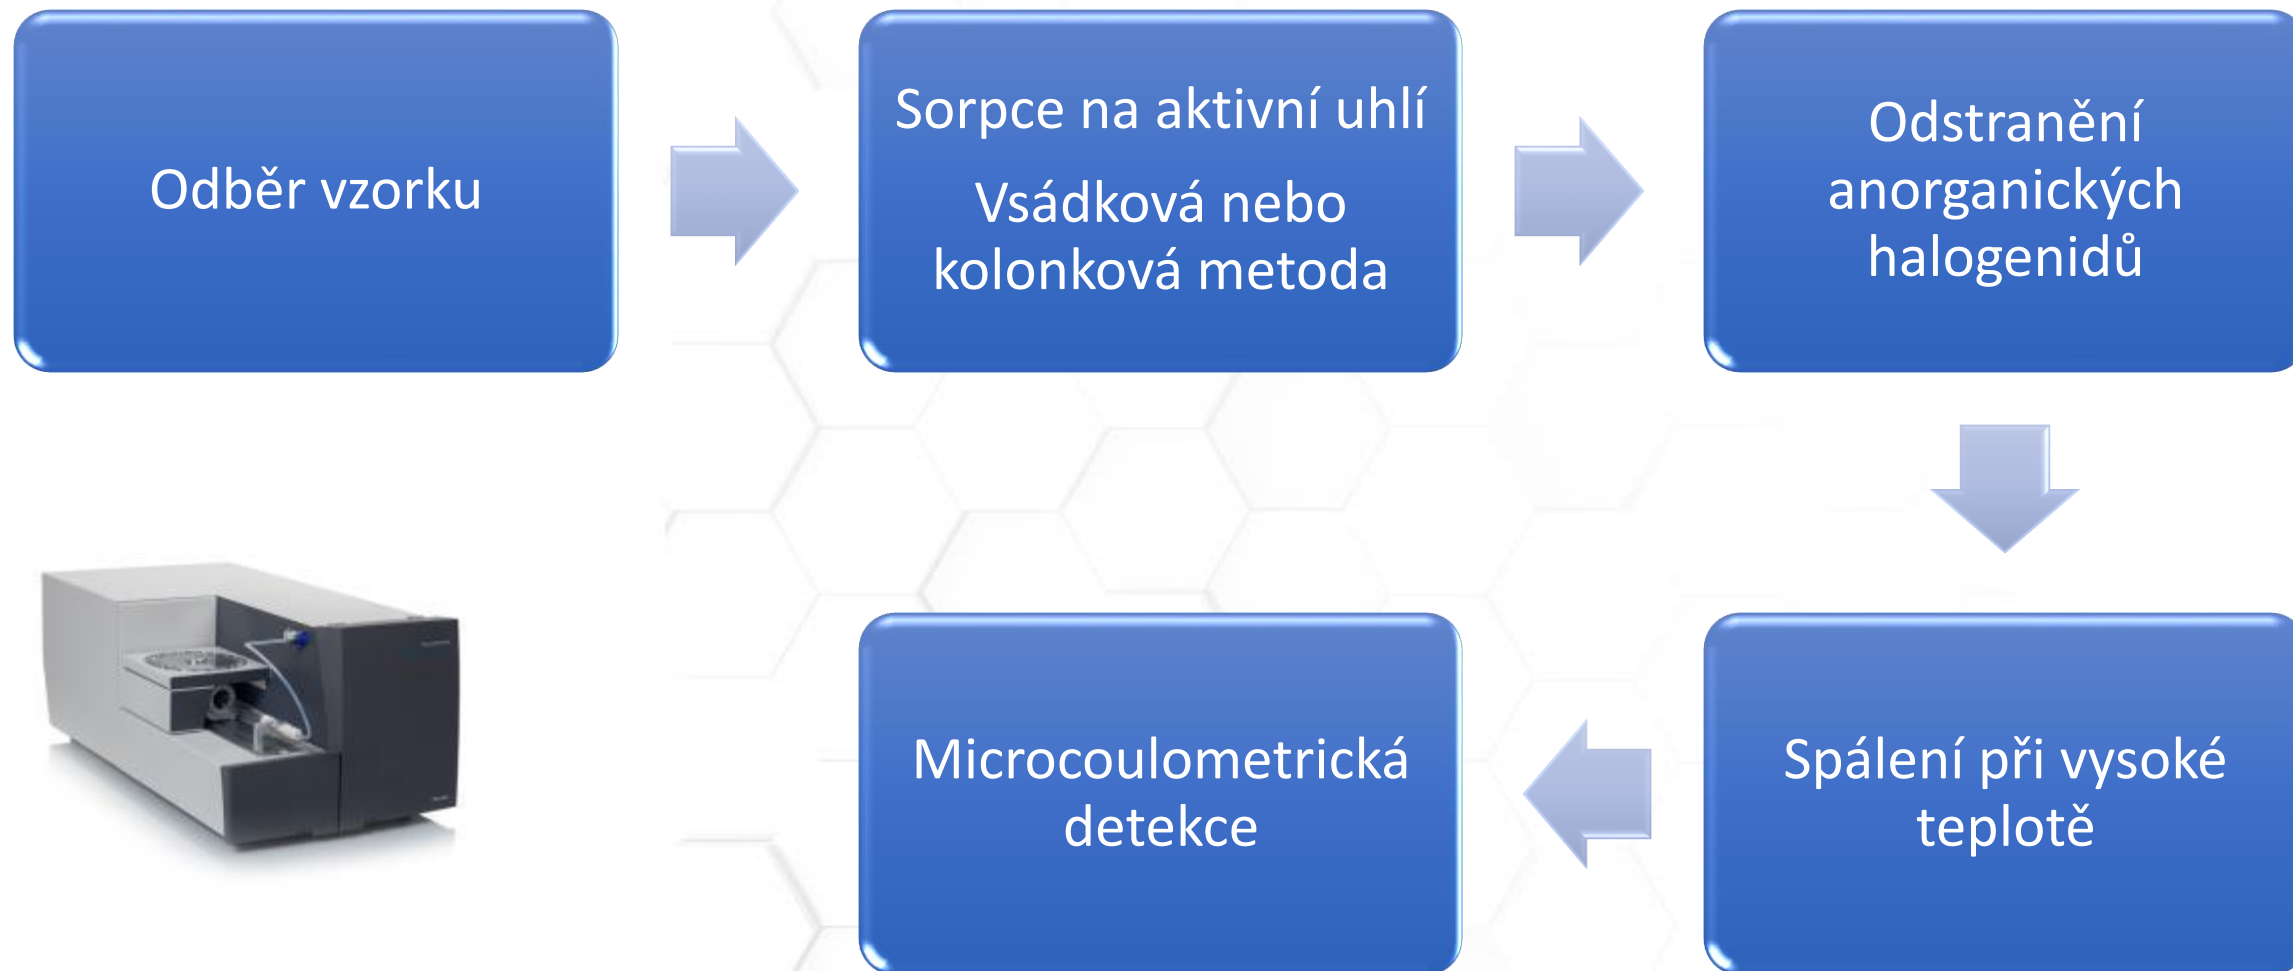 Odběr vzorku
Sorpce na aktivní uhlí
Vsádková nebo
kolonková metoda
Odstranění
anorganických
halogenidů
Spálení při vysoké
teplotě
Microcoulometrická
detekce